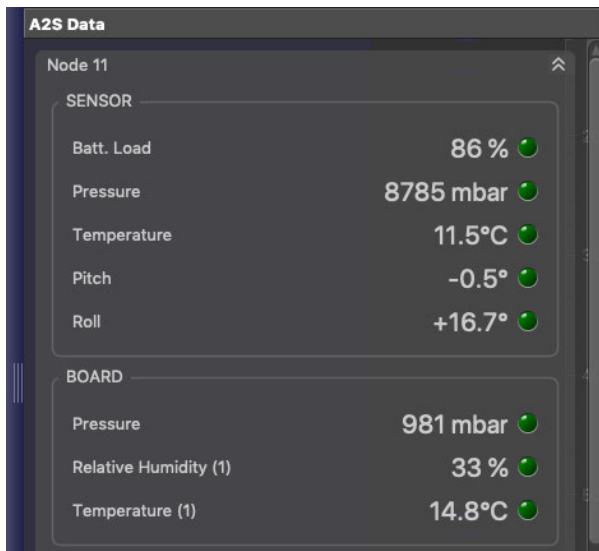 A2S Data
Node 11
SENSOR
Batt. Load 86 %
Pressure 8785 mbar
Temperature 11.5°C
Pitch -0.5°
Roll +16.7°
BOARD
Pressure 981 mbar
Relative Humidity (1) 33 %
Temperature (1) 14.8°C